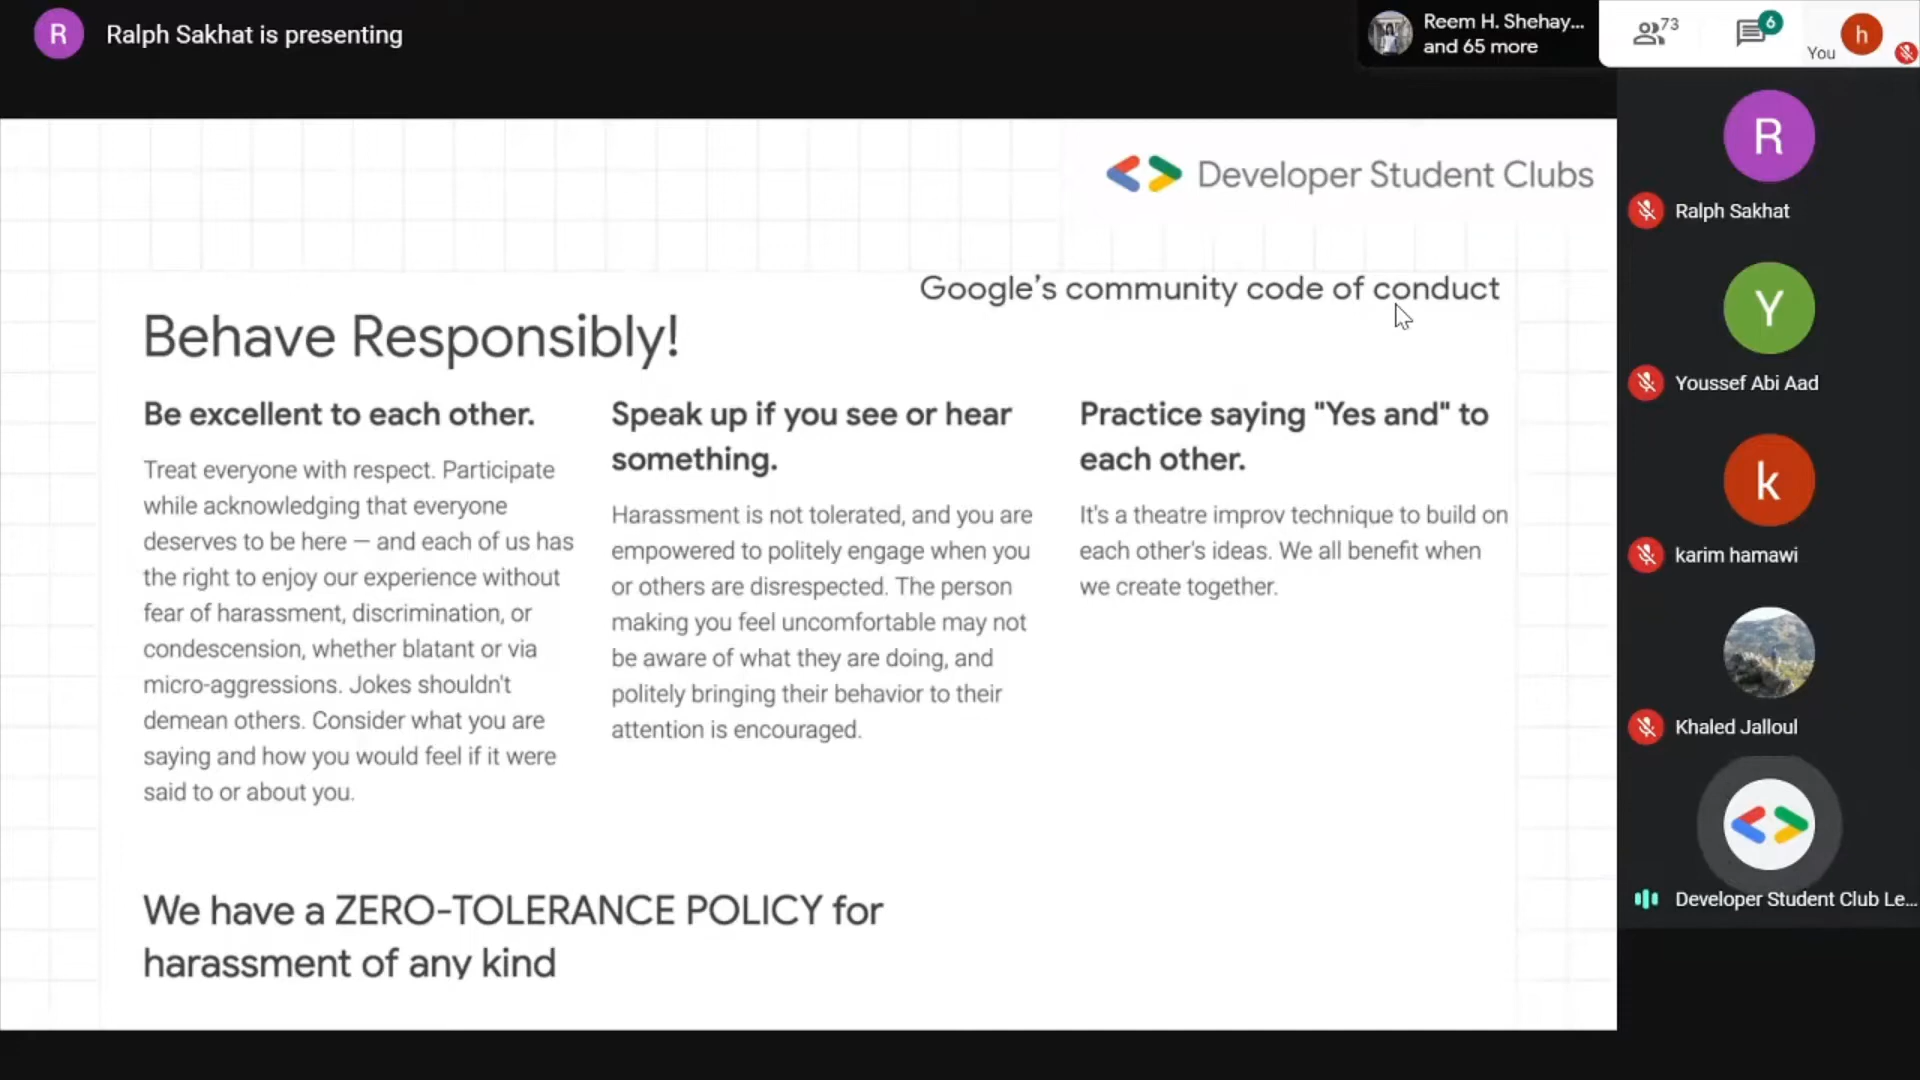 R
Ralph Sakhat is presenting
Reem H. Shehay...
and 65 more
73
6
You
h
Developer Student Clubs
Google's community code of conduct
Behave Responsibly!
Be excellent to each other.
Treat everyone with respect. Participate
while acknowledging that everyone
deserves to be here — and each of us has
the right to enjoy our experience without
fear of harassment, discrimination, or
condescension, whether blatant or via
micro-aggressions. Jokes shouldn't
demean others. Consider what you are
saying and how you would feel if it were
said to or about you.
Speak up if you see or hear
something.
Harassment is not tolerated, and you are
empowered to politely engage when you
or others are disrespected. The person
making you feel uncomfortable may not
be aware of what they are doing, and
politely bringing their behavior to their
attention is encouraged.
Practice saying "Yes and" to
each other.
It's a theatre improv technique to build on
each other's ideas. We all benefit when
we create together.
We have a ZERO-TOLERANCE POLICY for
harassment of any kind
R
Ralph Sakhat
Y
Youssef Abi Aad
k
karim hamawi
Khaled Jalloul
Developer Student Club Le...